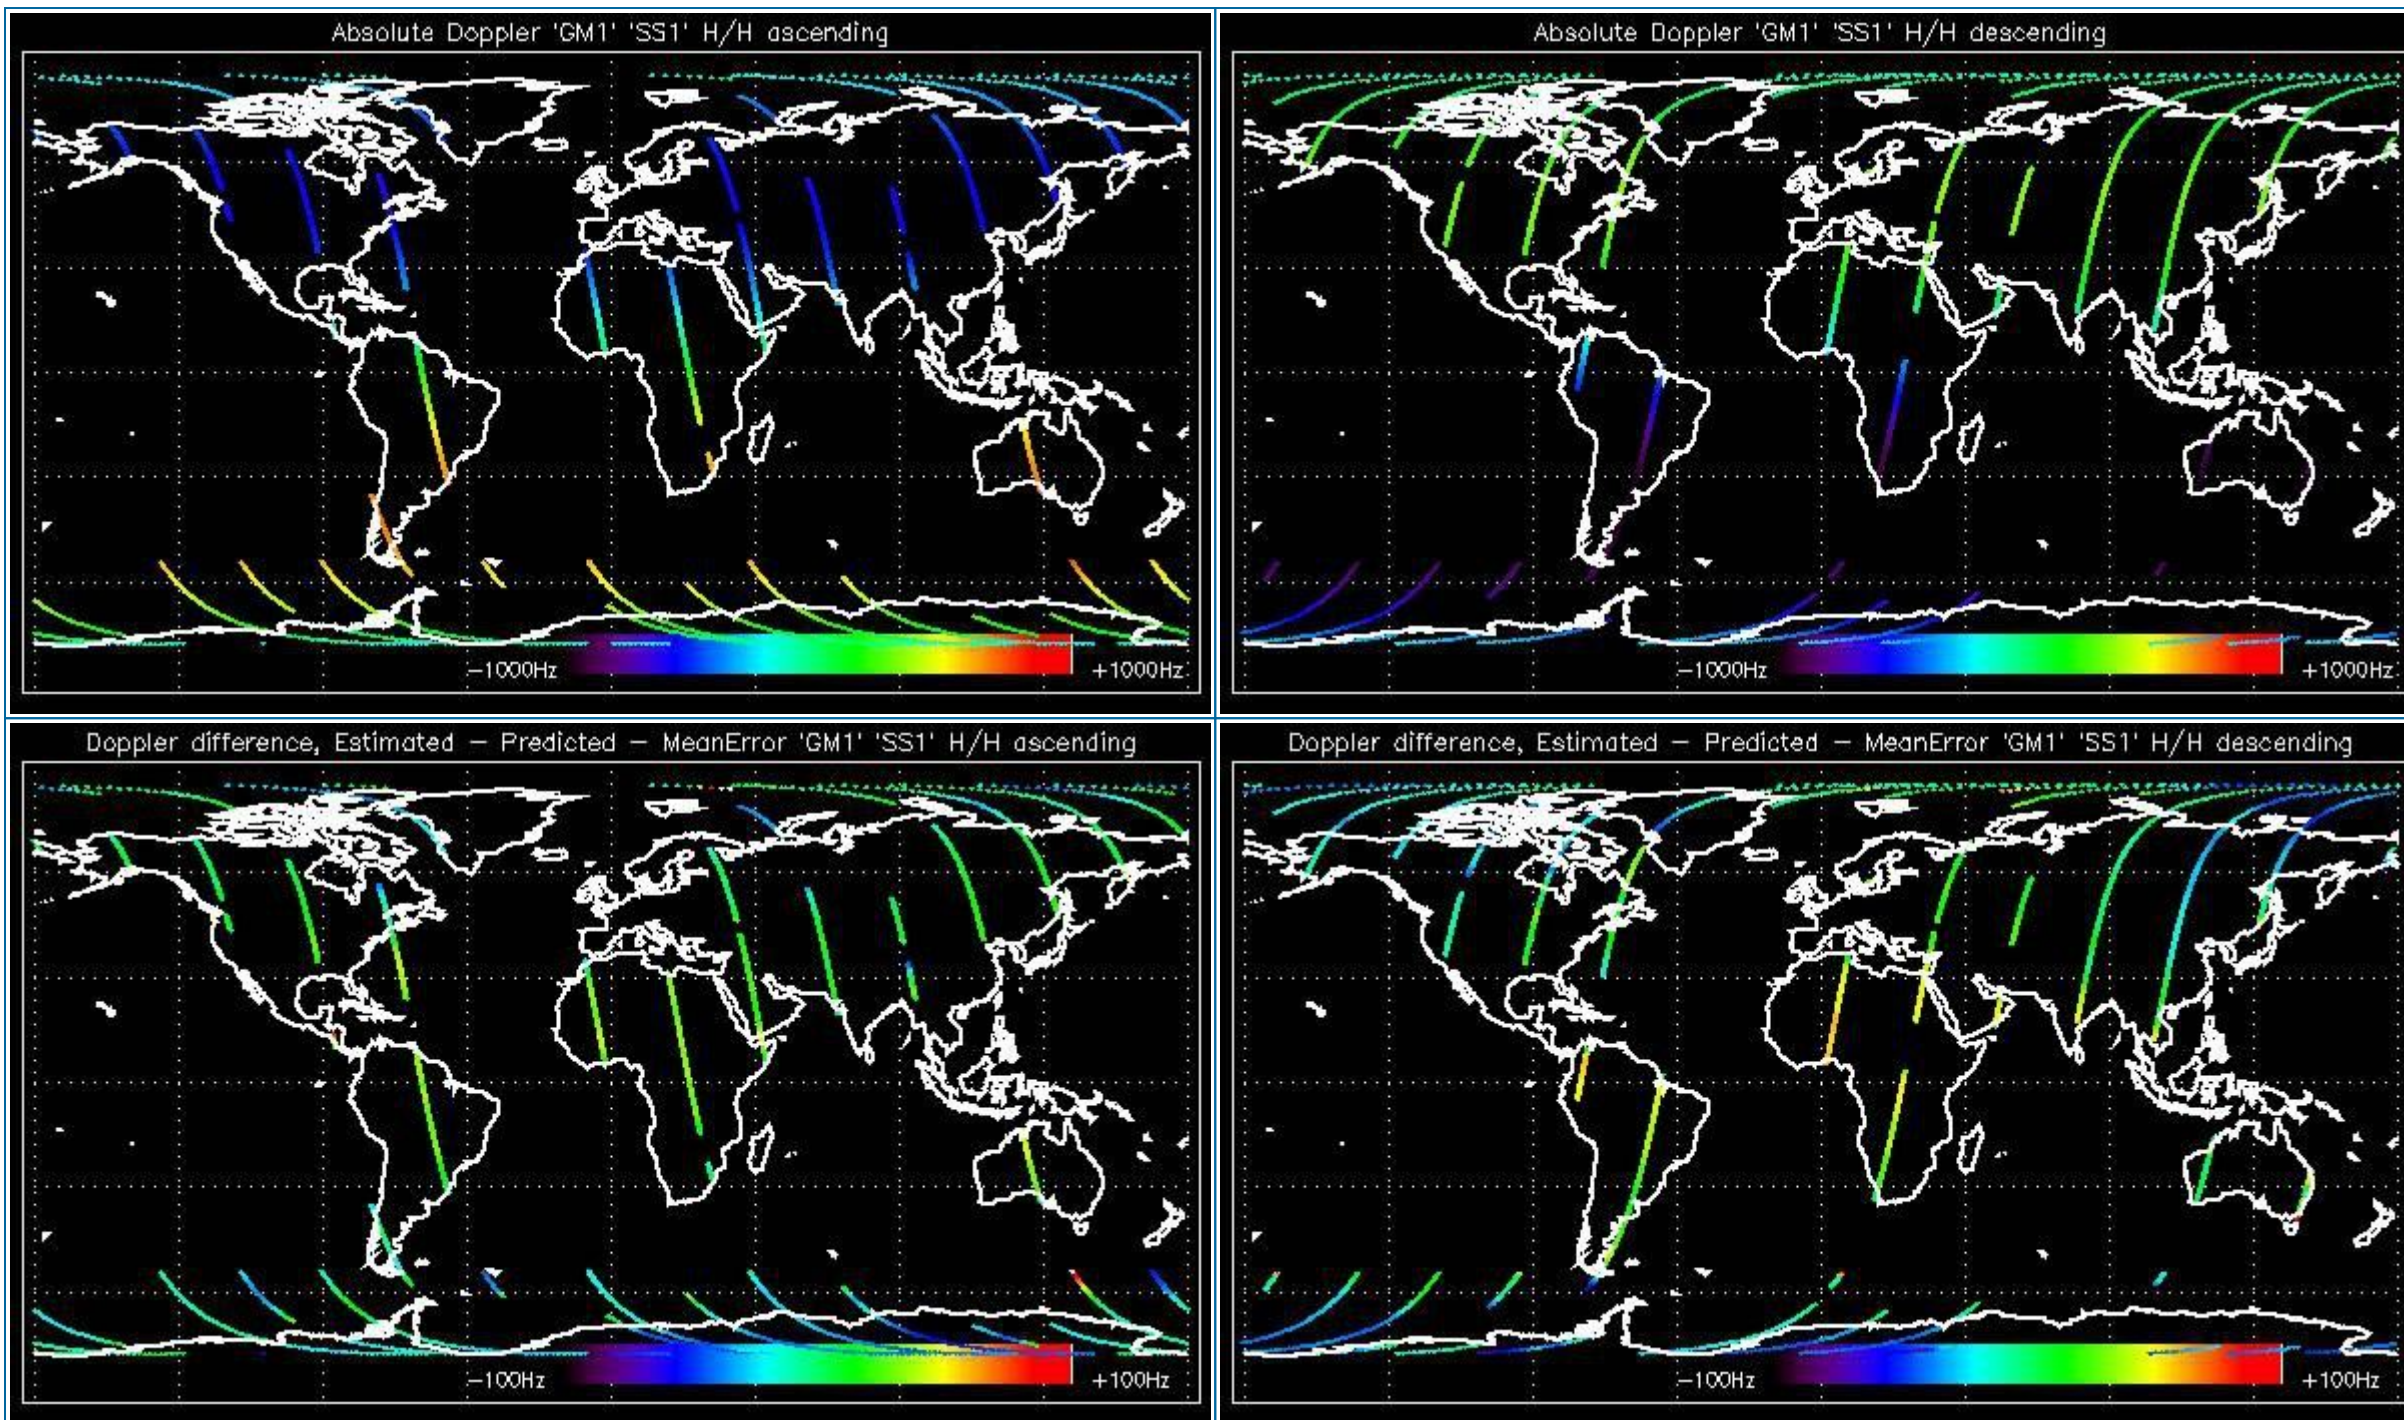 Absolute Doppler 'GM1' 'SS1' H/H ascending
−1000Hz
+1000Hz
Absolute Doppler 'GM1' 'SS1' H/H descending
−1000Hz
+1000Hz
Doppler difference, Estimated − Predicted − MeanError 'GM1' 'SS1' H/H ascending
−100Hz
+100Hz
Doppler difference, Estimated − Predicted − MeanError 'GM1' 'SS1' H/H descending
−100Hz
+100Hz